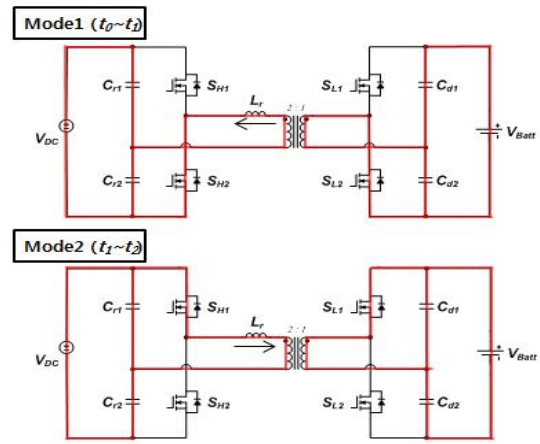 Mode1 (t0~t1)
Cr1
SH1
Lr
2 : 1
SL1
Cd1
VDC
VBatt
Cr2
SH2
SL2
Cd2
Mode2 (t1~t2)
Cr1
SH1
Lr
2 : 1
SL1
Cd1
VDC
VBatt
Cr2
SH2
SL2
Cd2